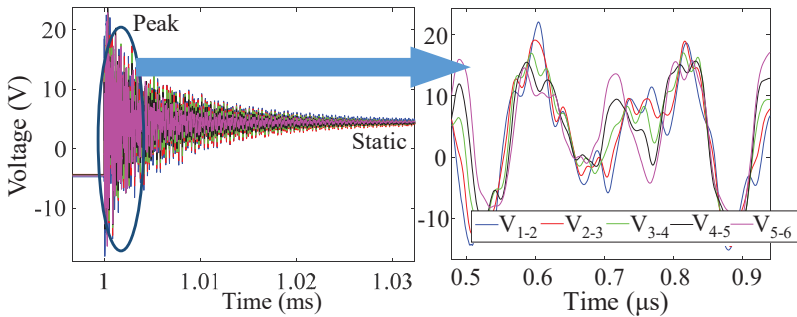 Peak
Static
Voltage (V)
20
10
0
-10
1
1.01
1.02
1.03
Time (ms)
20
10
0
-10
V1-2 V2-3 V3-4 V4-5 V5-6
0.5
0.6
0.7
0.8
0.9
Time (μs)